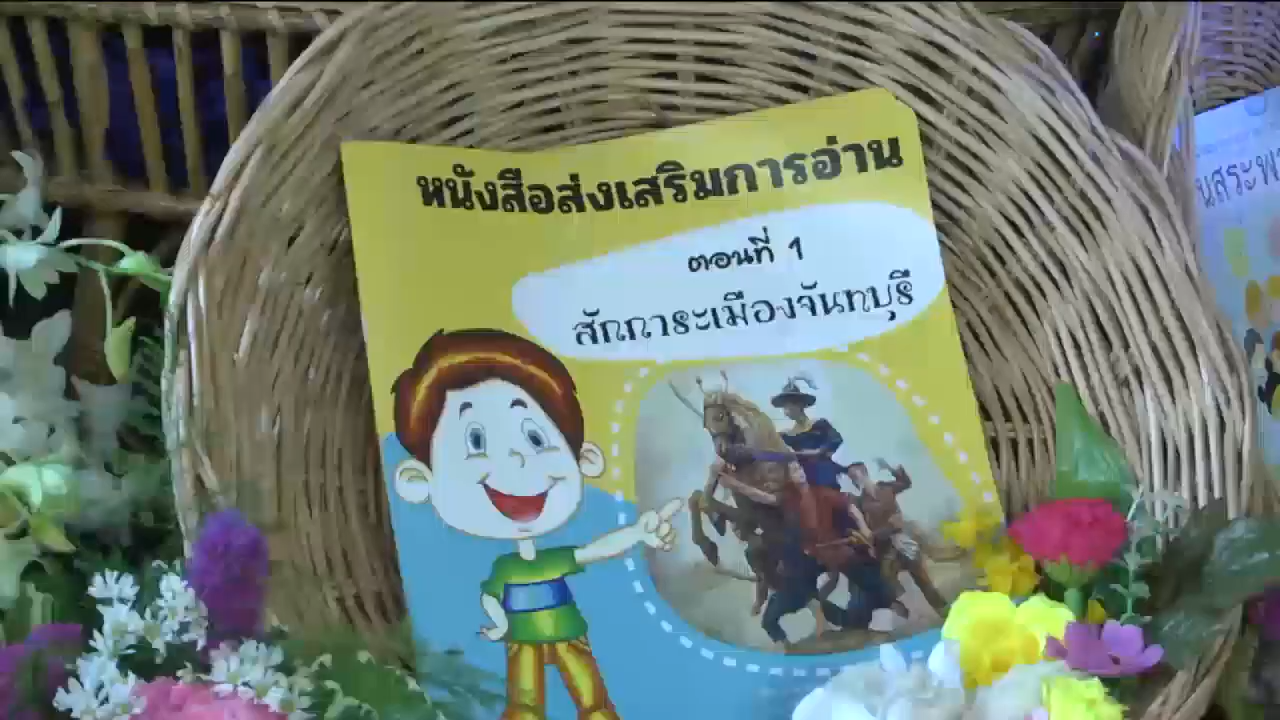 หนังสือส่งเสริมการอ่าน
ตอนที่ 1
สักการะเมืองจันทบุรี